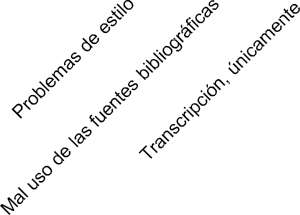 Problemas de estilo
Mal uso de las fuentes bibliográficas
Transcripción, únicamente